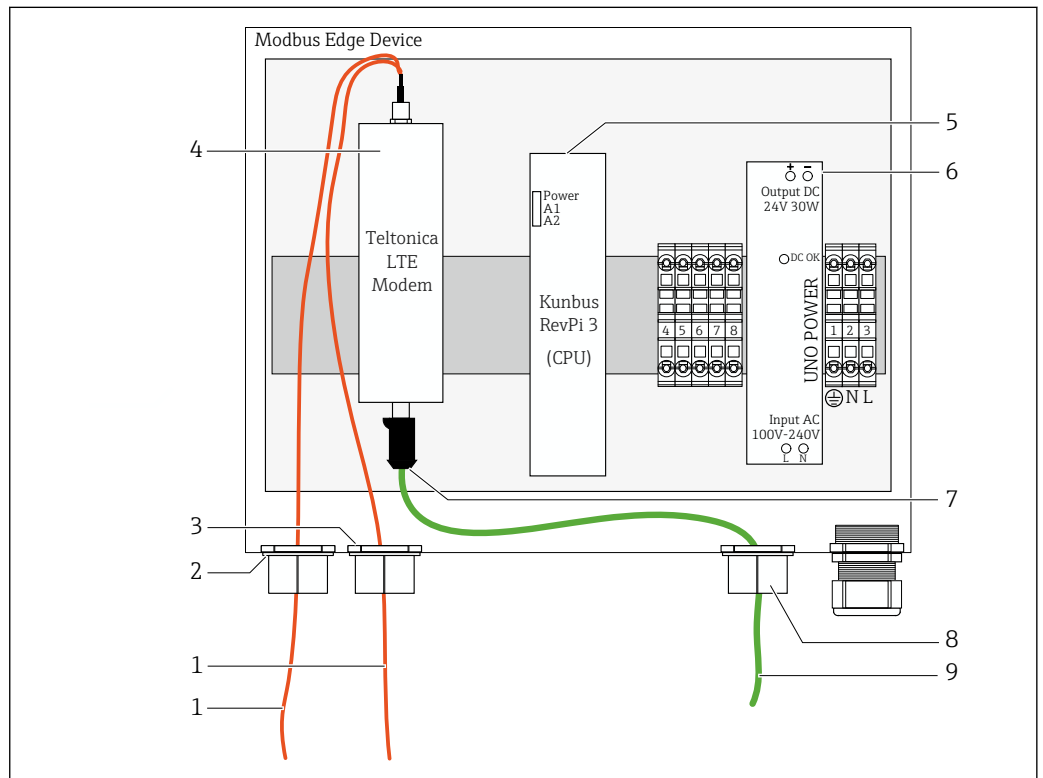 Modbus Edge Device
4
5
6
+ −
Output DC
24V 30W
Power
A1
A2
Teltonica
LTE
Modem
DC OK
Kunbus
RevPi 3
(CPU)
4 5 6 7 8
UNO POWER
1 2 3
N L
Input AC
100V-240V
L N
7
3
2
8
1
9
1